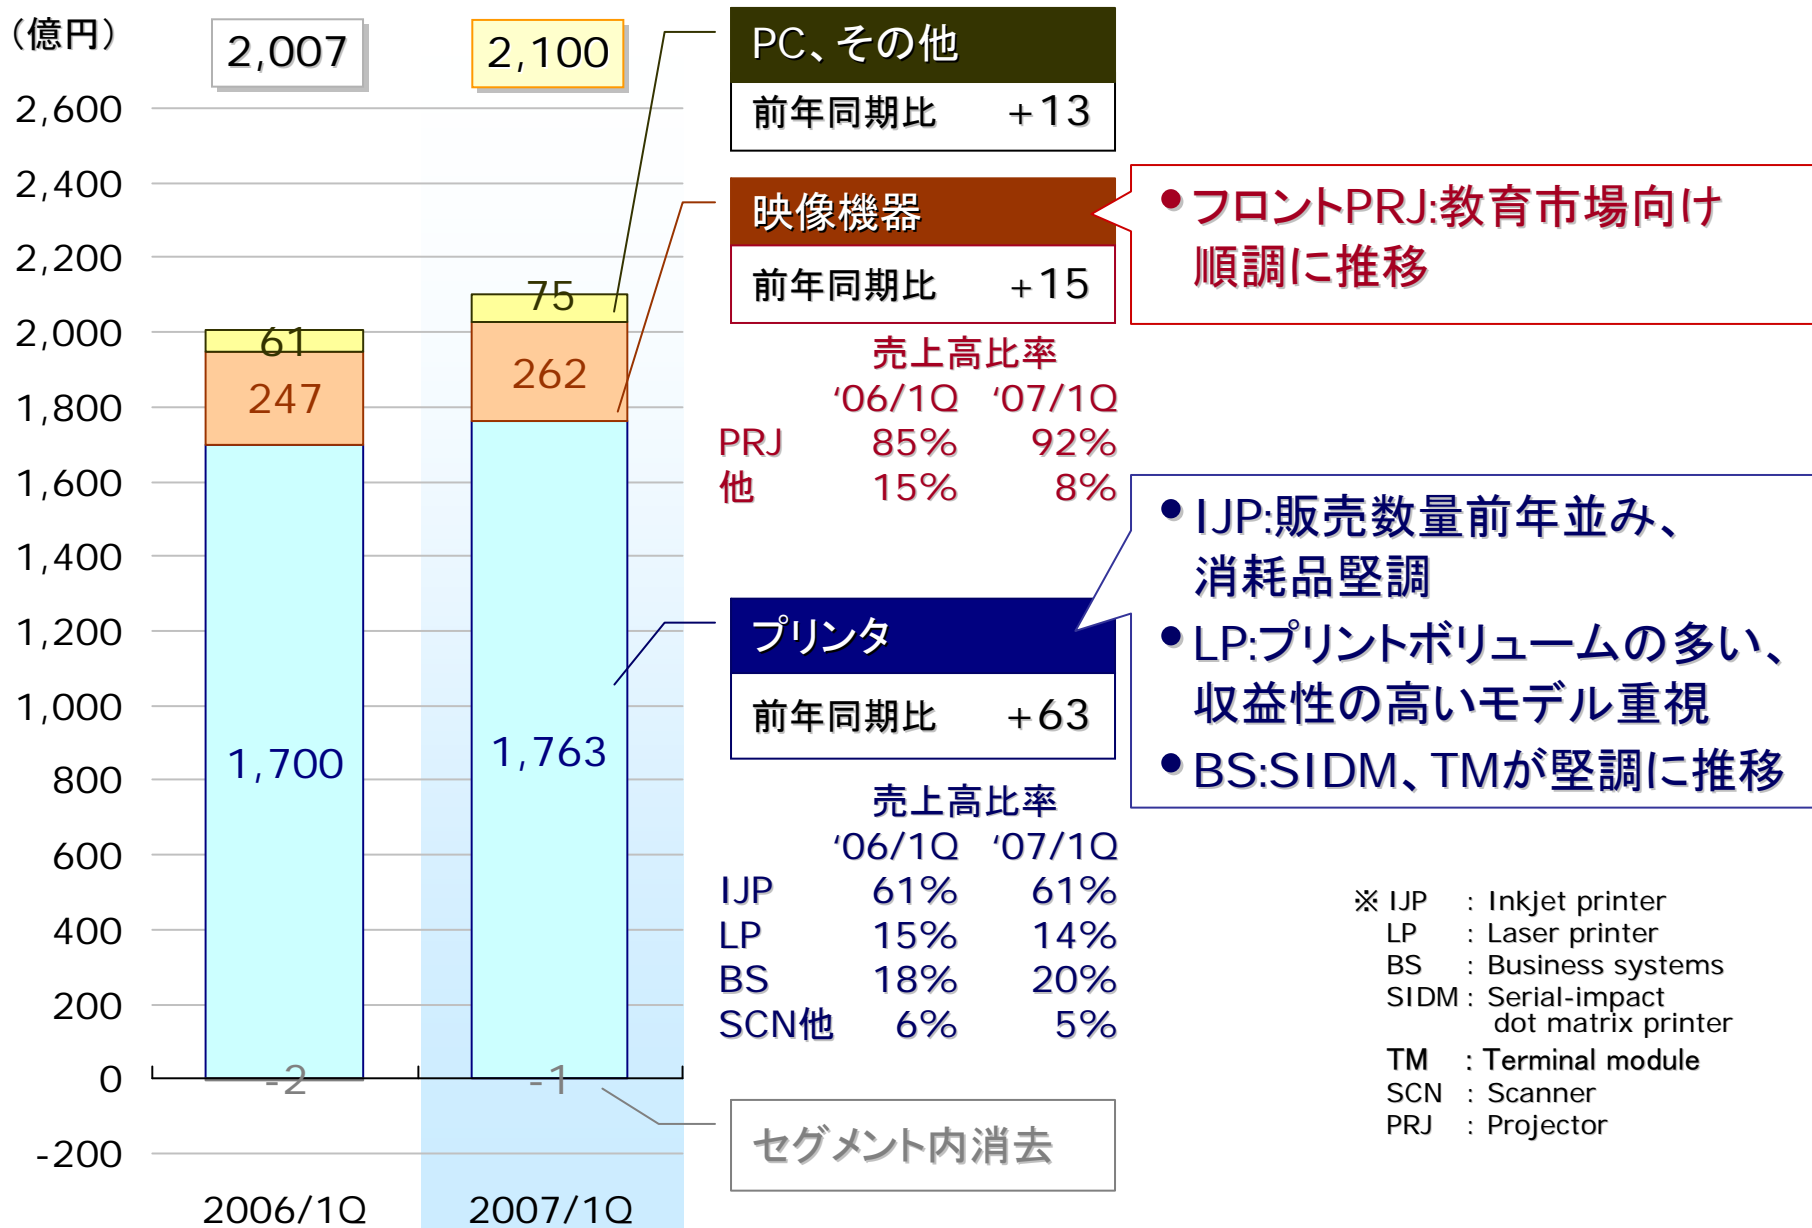 （億円）
2,007
2,100
2,600
2,400
2,200
2,000
1,800
1,600
1,400
1,200
1,000
800
600
400
200
0
-200
61
247
1,700
-2
75
262
1,763
-1
2006/1Q
2007/1Q
PC、その他
前年同期比 +13
映像機器
前年同期比 +15
売上高比率
‘06/1Q ‘07/1Q
PRJ 85% 92%
他 15% 8%
プリンタ
前年同期比 +63
売上高比率
‘06/1Q ‘07/1Q
IJP 61% 61%
LP 15% 14%
BS 18% 20%
SCN他 6% 5%
セグメント内消去
•フロントPRJ:教育市場向け
順調に推移
•IJP:販売数量前年並み、
消耗品堅調
•LP:プリントボリュームの多い、
収益性の高いモデル重視
•BS:SIDM、TMが堅調に推移
※ IJP : Inkjet printer
LP : Laser printer
BS : Business systems
SIDM : Serial-impact
dot matrix printer
TM : Terminal module
SCN : Scanner
PRJ : Projector